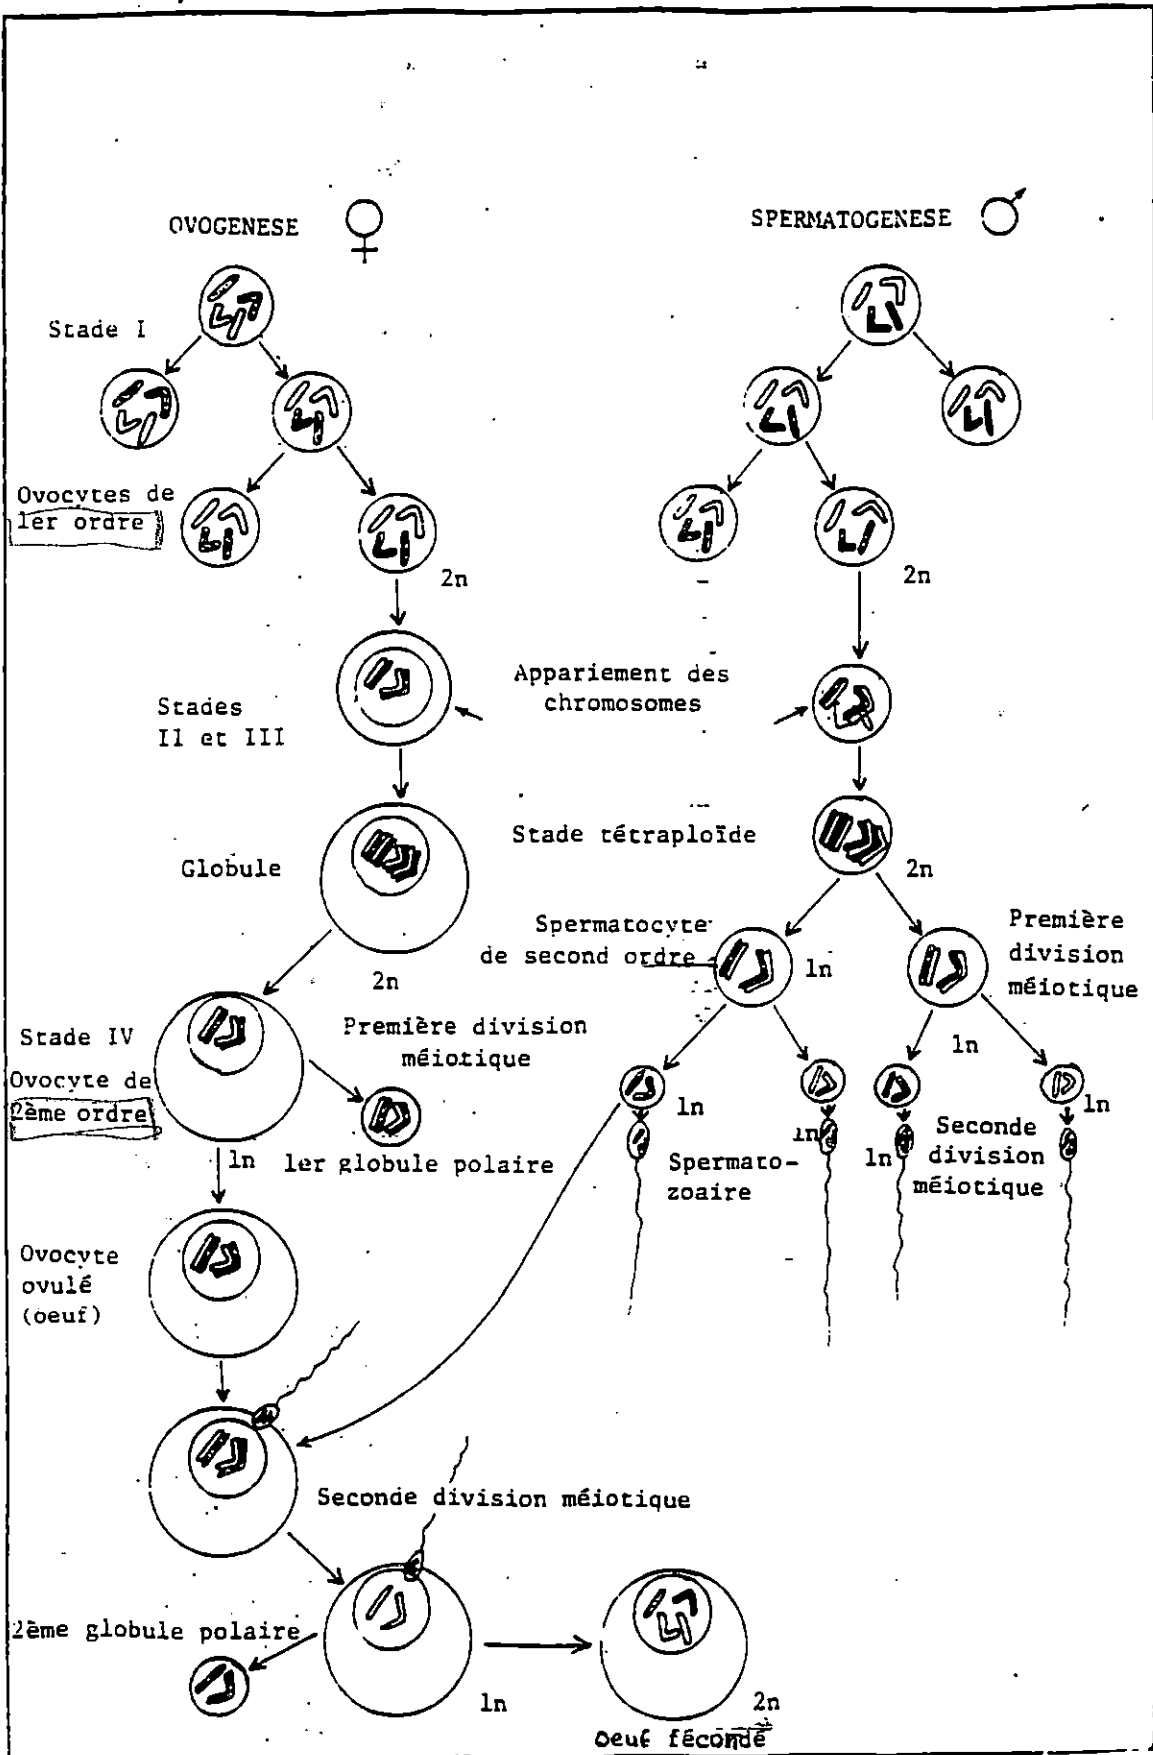 OVOGENESE ♀
SPERMATOGENESE ♂
Stade I
Ovocytes de
1er ordre
2n
2n
Appariement des
chromosomes
Stades
II et III
Stade tétraploïde
Globule
2n
2n
Spermatocyte
de second ordre
1n
Première
division
méiotique
1n
Stade IV
Ovocyte de
2ème ordre
1n
Première division
méiotique
1er globule polaire
1n
1n
1n
1n
Spermato-
zoaire
Seconde
division
méiotique
Ovocyte
ovulé
(oeuf)
Seconde division méiotique
2ème globule polaire
1n
2n
Oeuf fécondé